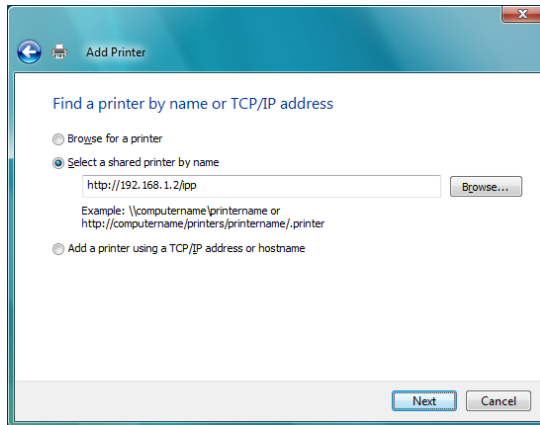 Add Printer
Find a printer by name or TCP/IP address
Browse for a printer
Select a shared printer by name
http://192.168.1.2/ipp
Browse...
Example: \\computername\printername or
http://computername/printers/printername/.printer
Add a printer using a TCP/IP address or hostname
Next
Cancel